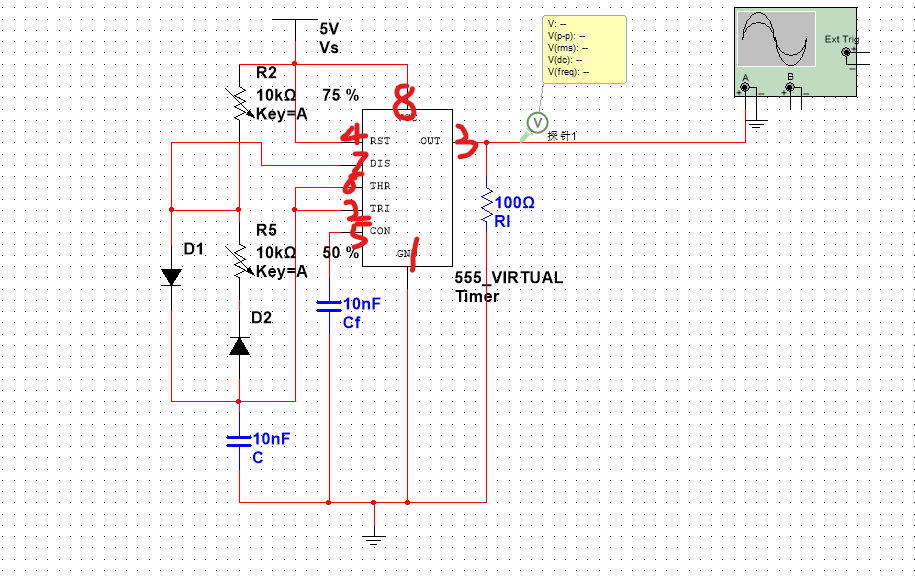 5V
Vs
V: --
V(p-p): --
V(rms): --
V(dc): --
V(freq): --
Ext Trig
+
−
A
B
+ − + −
R2
10kΩ
Key=A
75 %
8
4
RST
OUT
3
V
探针1
7
DIS
6
THR
2
TRI
5
CON
1
GND
R5
10kΩ
Key=A
50 %
100Ω
Rl
D1
555_VIRTUAL
Timer
10nF
Cf
D2
10nF
C